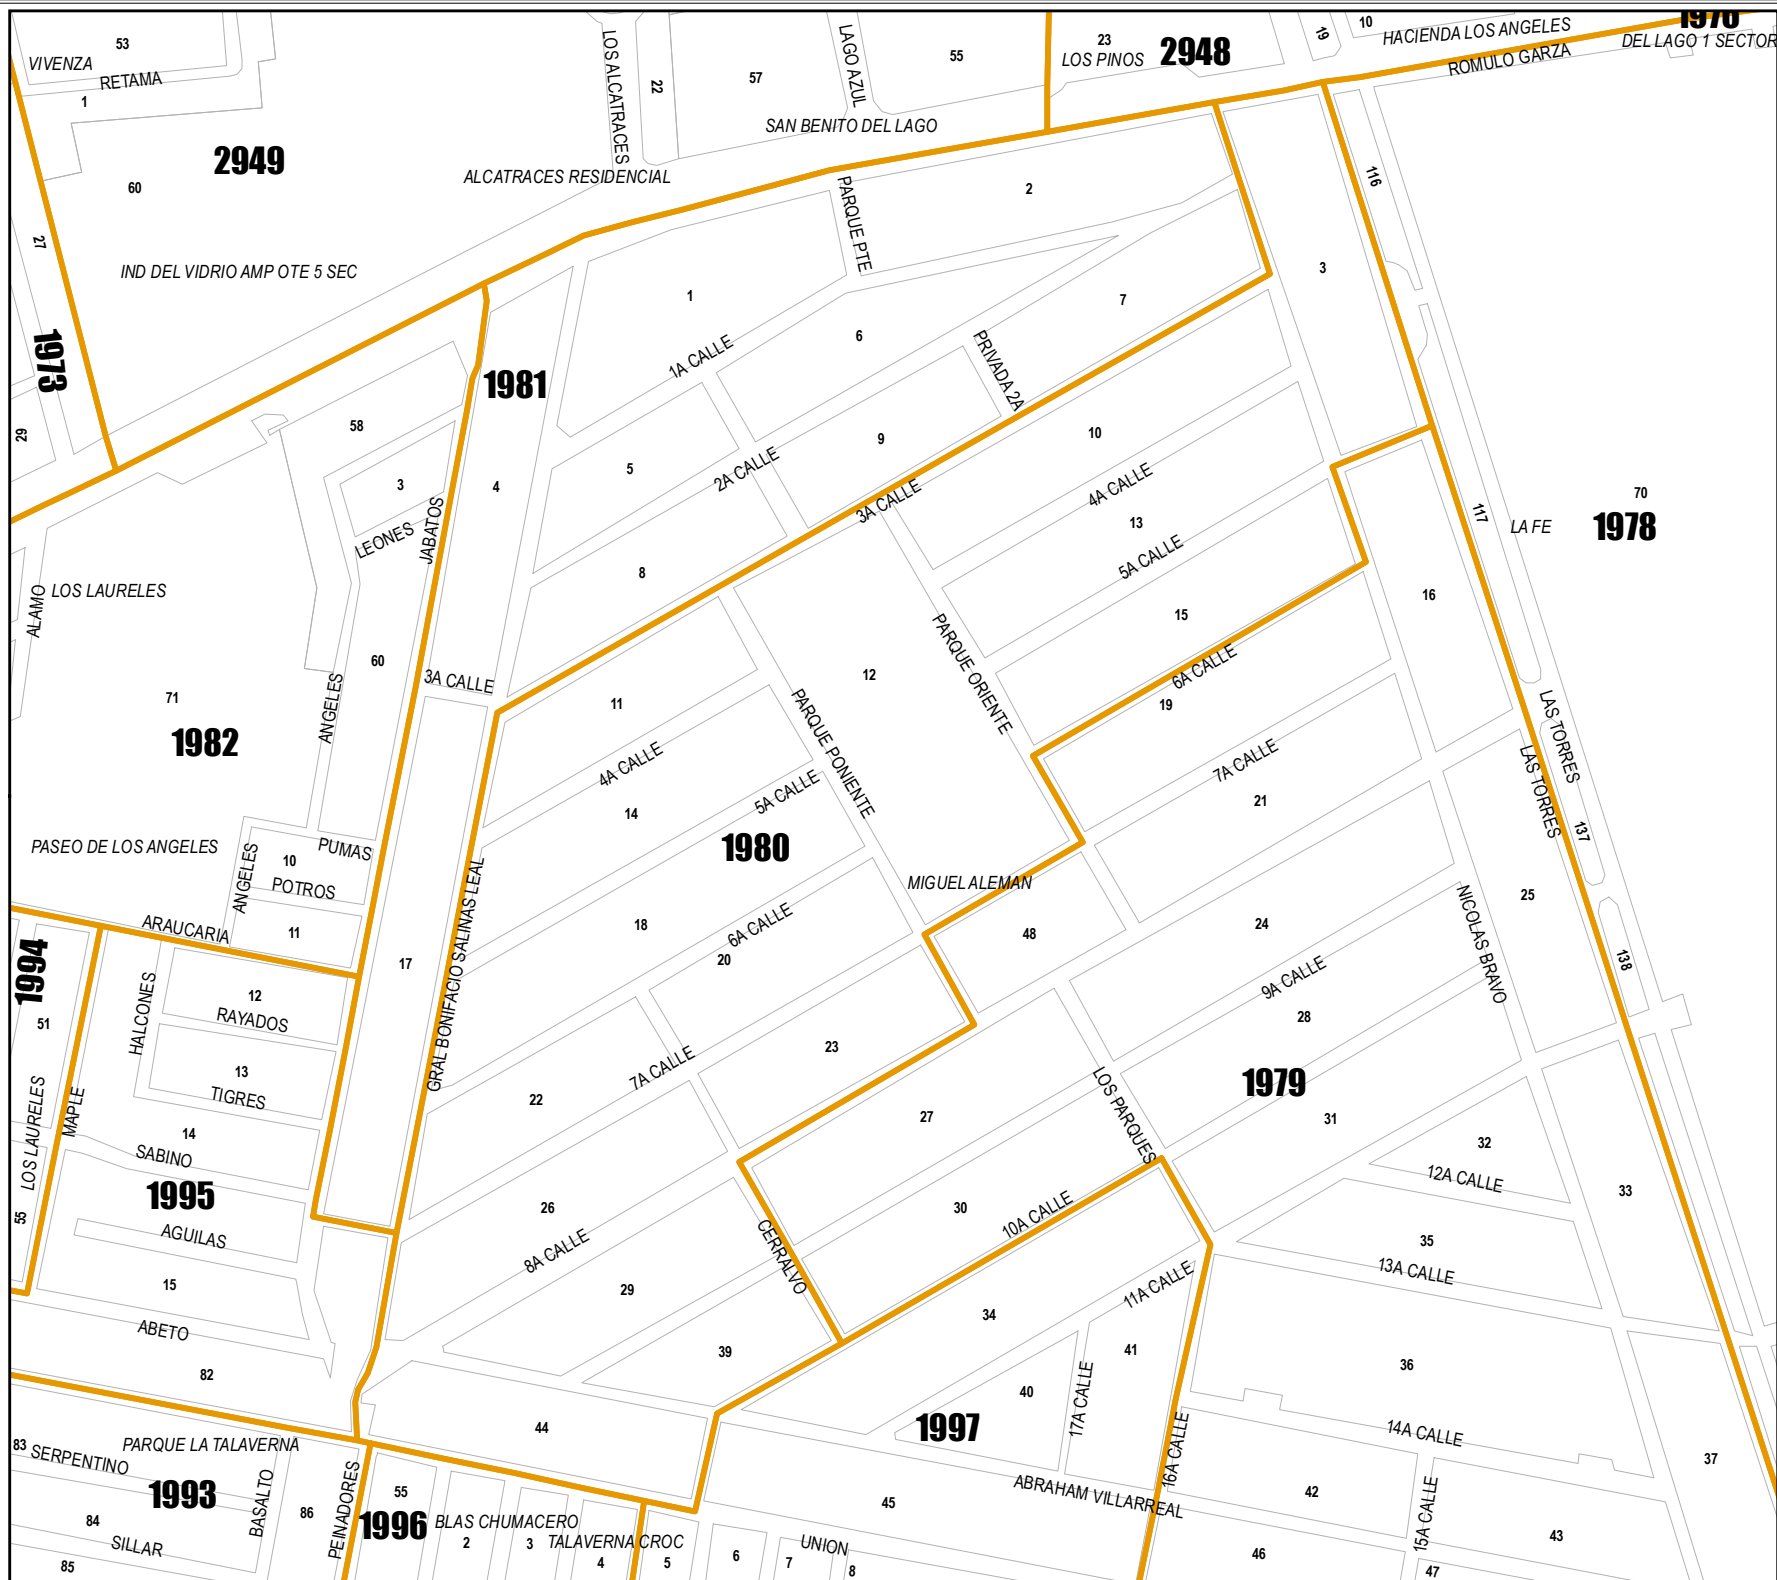 53
VIVENZA
RETAMA
1
LOS ALCATRACES
22
57
LAGO AZUL
55
23
LOS PINOS
2948
19
10
HACIENDA LOS ANGELES
1976
DEL LAGO 1 SECTOR
ROMULO GARZA
SAN BENITO DEL LAGO
2949
60
ALCATRACES RESIDENCIAL
PARQUE PTE
2
116
27
IND DEL VIDRIO AMP OTE 5 SEC
3
1
7
1973
6
1A CALLE
PRIVADA 2A
1981
58
29
9
10
5
2A CALLE
3
4
3A CALLE
4A CALLE
70
117
LA FE
1978
13
LEONES
JABATOS
5A CALLE
8
LOS LAURELES
ALAMO
16
15
PARQUE ORIENTE
60
12
6A CALLE
3A CALLE
71
11
19
ANGELES
PARQUE PONIENTE
LAS TORRES
1982
4A CALLE
7A CALLE
LAS TORRES
5A CALLE
21
14
137
PASEO DE LOS ANGELES
PUMAS
1980
10
ANGELES
POTROS
MIGUEL ALEMAN
NICOLAS BRAVO
25
GRAL BONIFACIO SALINAS LEAL
ARAUCARIA
11
18
6A CALLE
48
24
1994
17
20
9A CALLE
138
12
HALCONES
RAYADOS
51
28
23
7A CALLE
13
TIGRES
1979
LOS PARQUES
22
27
MAPLE
LOS LAURELES
14
31
32
SABINO
12A CALLE
1995
33
55
26
30
10A CALLE
AGUILAS
8A CALLE
CERRALVO
35
13A CALLE
15
29
11A CALLE
34
ABETO
39
41
36
82
40
17A CALLE
44
1997
14A CALLE
83
SERPENTINO
PARQUE LA TALAVERNA
16A CALLE
37
1993
BASALTO
PEINADORES
55
ABRAHAM VILLARREAL
42
45
86
84
1996
BLAS CHUMACERO
15A CALLE
43
SILLAR
2
3
TALAVERNA CROC
UNION
46
85
4
5
6
7
8
47